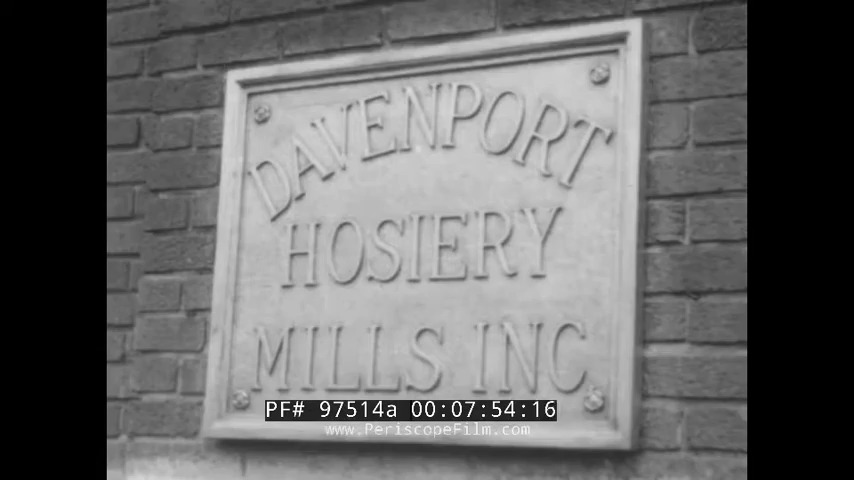 DAVENPORT
HOSIERY
MILLS INC
PF# 97514a 00:07:54:16
www.PeriscopeFilm.com